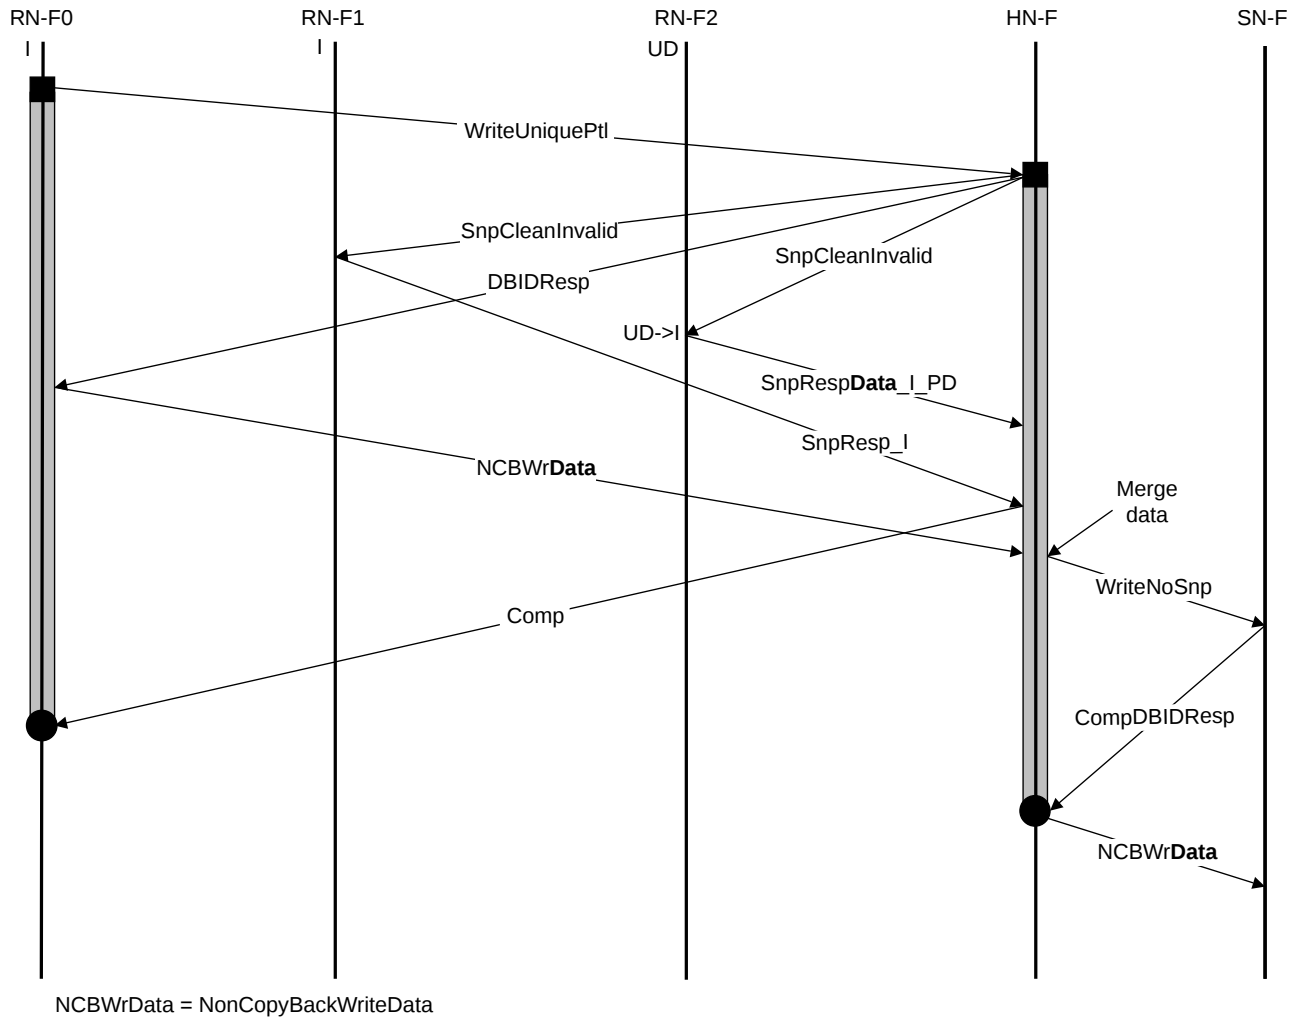 RN-F0
RN-F1
RN-F2
HN-F
SN-F
I
I
UD
WriteUniquePtl
SnpCleanInvalid
SnpCleanInvalid
DBIDResp
UD->I
SnpRespData_I_PD
SnpResp_I
NCBWrData
Merge
data
WriteNoSnp
Comp
CompDBIDResp
NCBWrData
NCBWrData = NonCopyBackWriteData